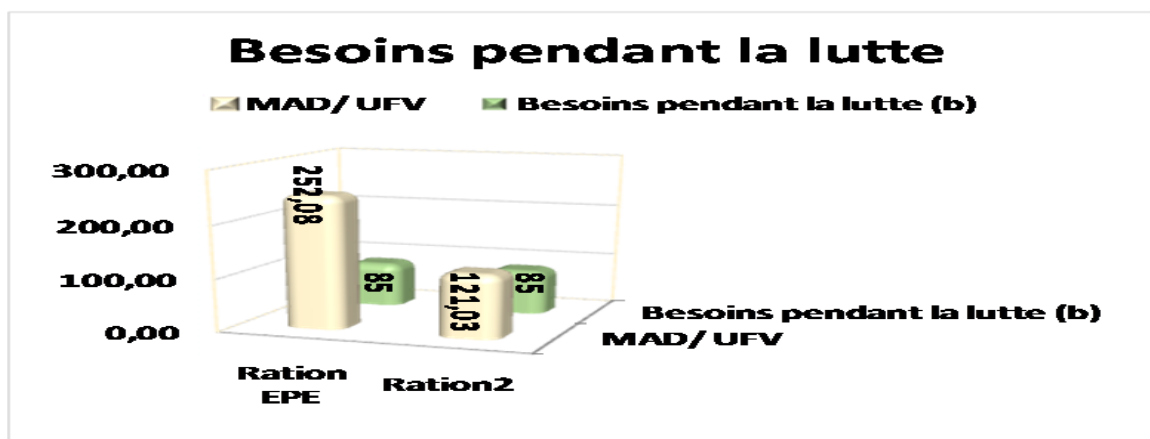 Besoins pendant la lutte
MAD/ UFV Besoins pendant la lutte (b)
300,00
200,00
100,00
0,00
252,08
85
121,03
85
Ration
EPE
Ration2
Besoins pendant la lutte (b)
MAD/ UFV